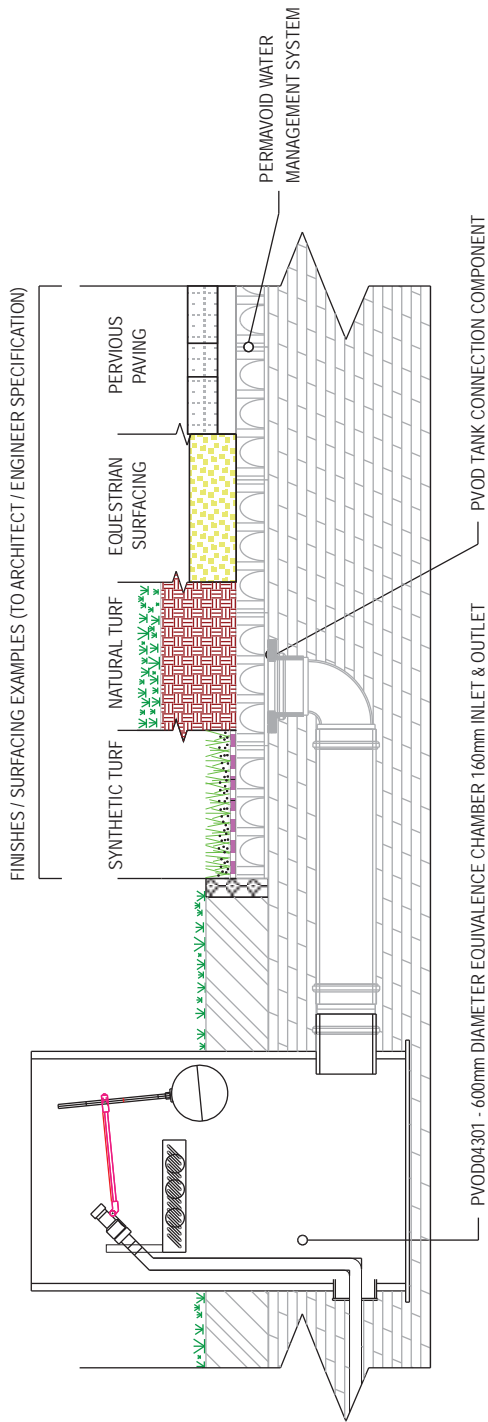 FINISHES / SURFACING EXAMPLES (TO ARCHITECT / ENGINEER SPECIFICATION)
SYNTHETIC TURF
NATURAL TURF
EQUESTRIAN
SURFACING
PERVIOUS
PAVING
PERMAVOID WATER
MANAGEMENT SYSTEM
PVOD04301 - 600mm DIAMETER EQUIVALENCE CHAMBER 160mm INLET & OUTLET
PVOD TANK CONNECTION COMPONENT